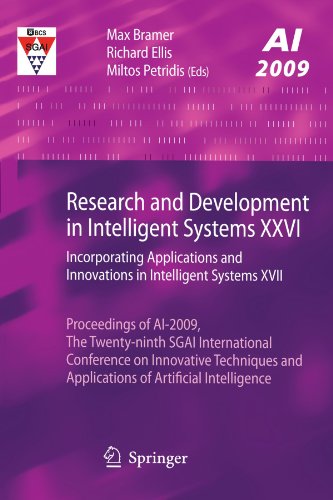 BCS
SGAI
Max Bramer
Richard Ellis
Miltos Petridis (Eds)
AI
2009
Research and Development
in Intelligent Systems XXVI
Incorporating Applications and
Innovations in Intelligent Systems XVII
Proceedings of AI-2009,
The Twenty-ninth SGAI International
Conference on Innovative Techniques and
Applications of Artificial Intelligence
Springer